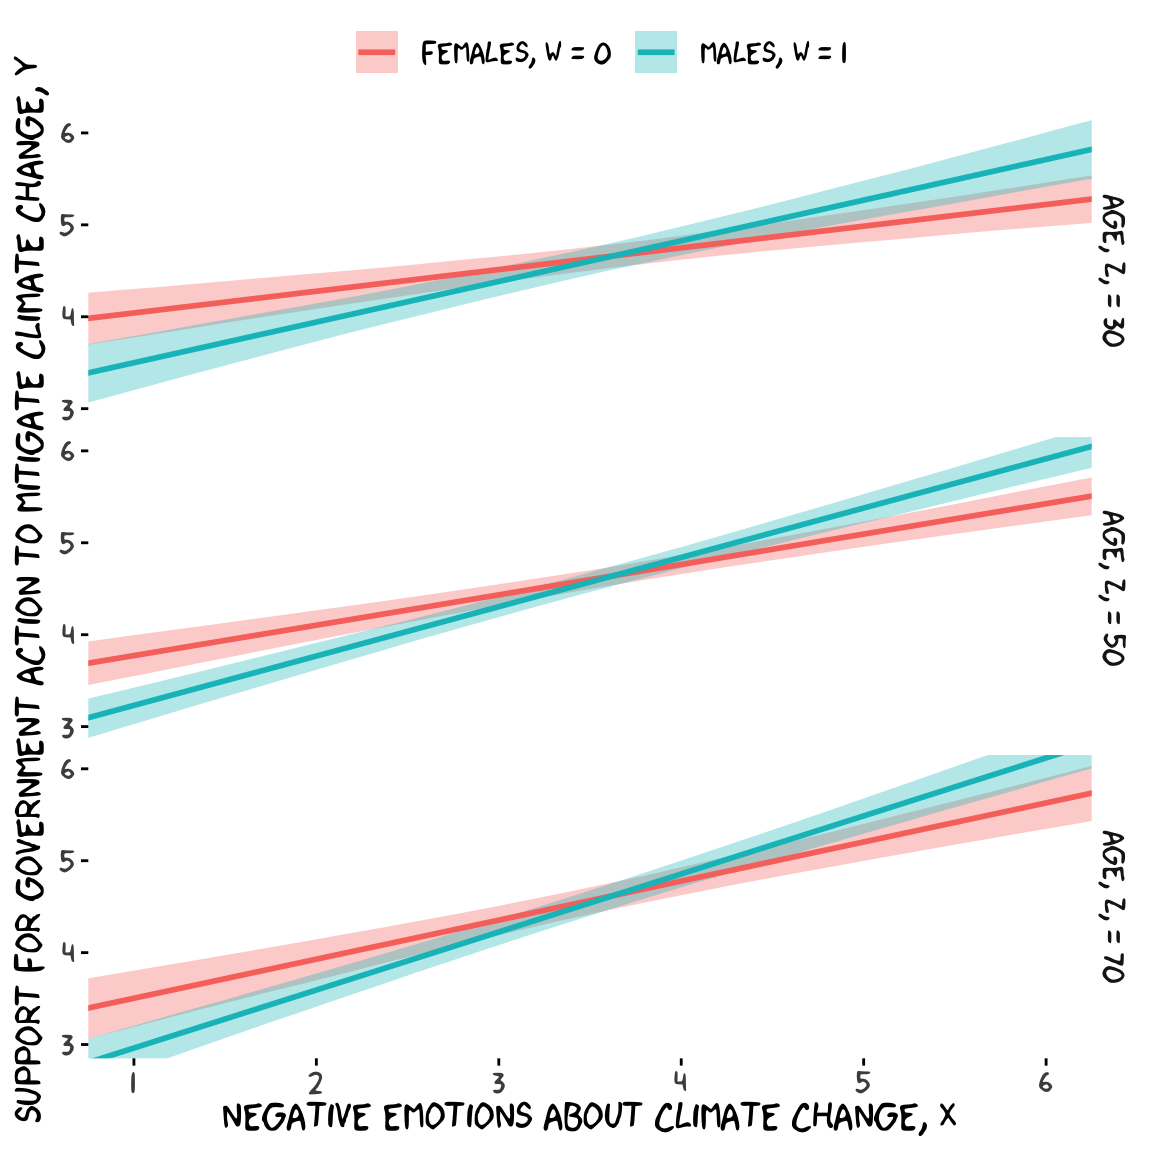 FEMALES, W = 0
MALES, W = 1
SUPPORT FOR GOVERNMENT ACTION TO MITIGATE CLIMATE CHANGE, Y
6
5
4
3
AGE, Z, = 30
6
5
4
3
AGE, Z, = 50
6
5
4
3
AGE, Z, = 70
1 2 3 4 5 6
NEGATIVE EMOTIONS ABOUT CLIMATE CHANGE, X